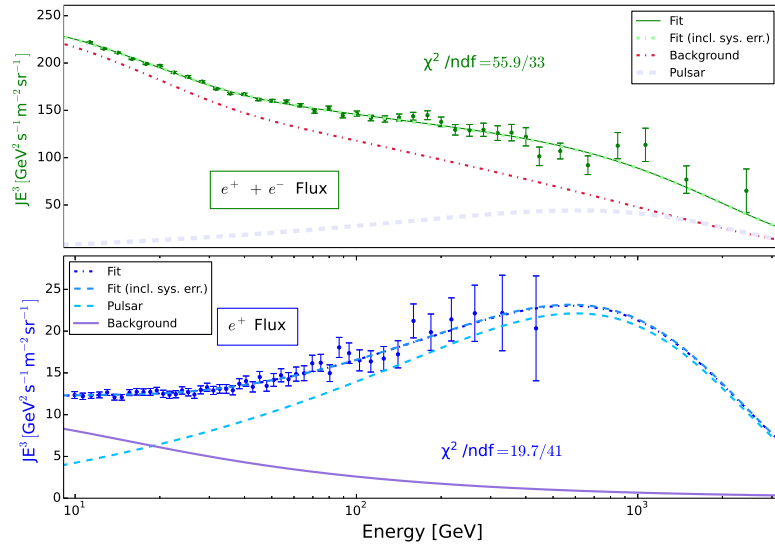 250
200
150
100
50
JE³ [GeV² s⁻¹ m⁻² sr⁻¹]
χ² /ndf =55.9/33
Fit
Fit (incl. sys. err.)
Background
Pulsar
e⁺ + e⁻ Flux
25
20
15
10
5
0
JE³ [GeV² s⁻¹ m⁻² sr⁻¹]
Fit
Fit (incl. sys. err.)
Pulsar
Background
e⁺ Flux
χ² /ndf =19.7/41
10¹ 10² 10³
Energy [GeV]